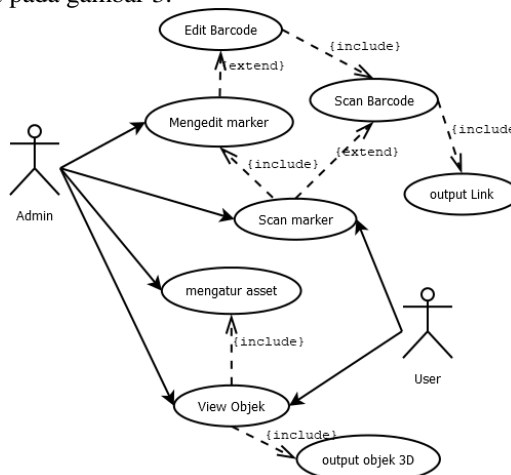 pada gambar 3.
Edit Barcode
{include}
{extend}
Scan Barcode
Mengedit marker
{include
{include}
{extend}
Admin
output Link
Scan marker
mengatur asset
{include}
User
View Objek
{include}
output objek 3D